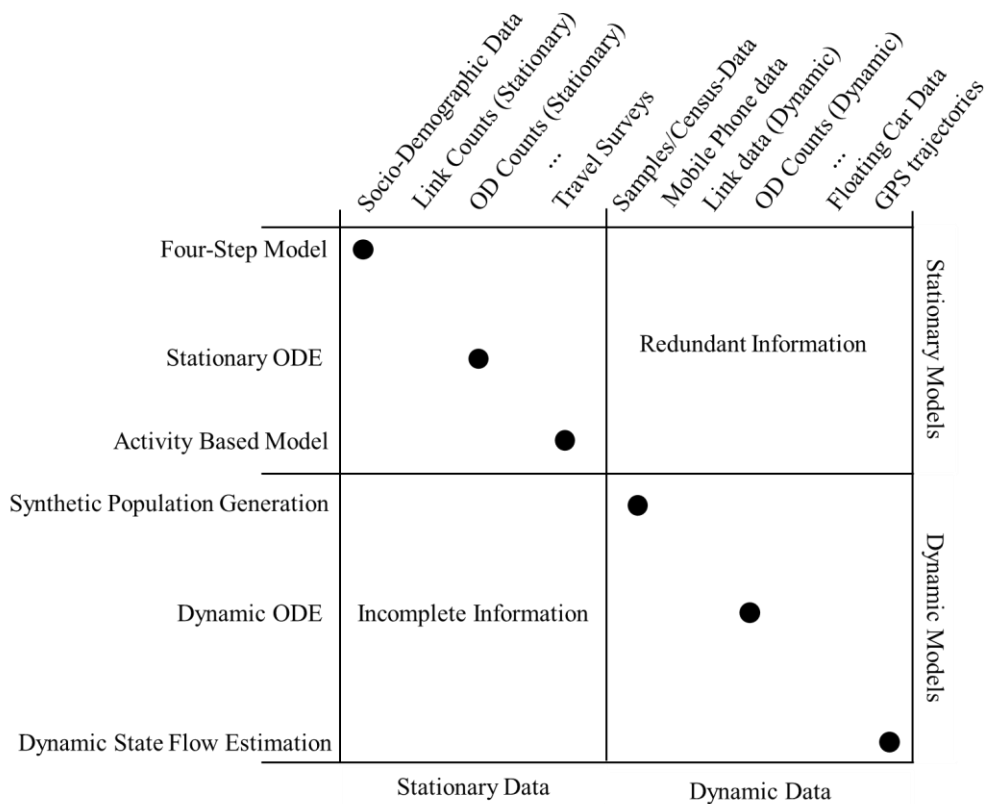 Socio-Demographic Data
Link Counts (Stationary)
OD Counts (Stationary)
...
Travel Surveys
Samples/Census-Data
Mobile Phone data
Link data (Dynamic)
OD Counts (Dynamic)
...
Floating Car Data
GPS trajectories
Four-Step Model
Stationary ODE
Activity Based Model
Redundant Information
Stationary Models
Synthetic Population Generation
Dynamic ODE
Dynamic State Flow Estimation
Incomplete Information
Dynamic Models
Stationary Data
Dynamic Data